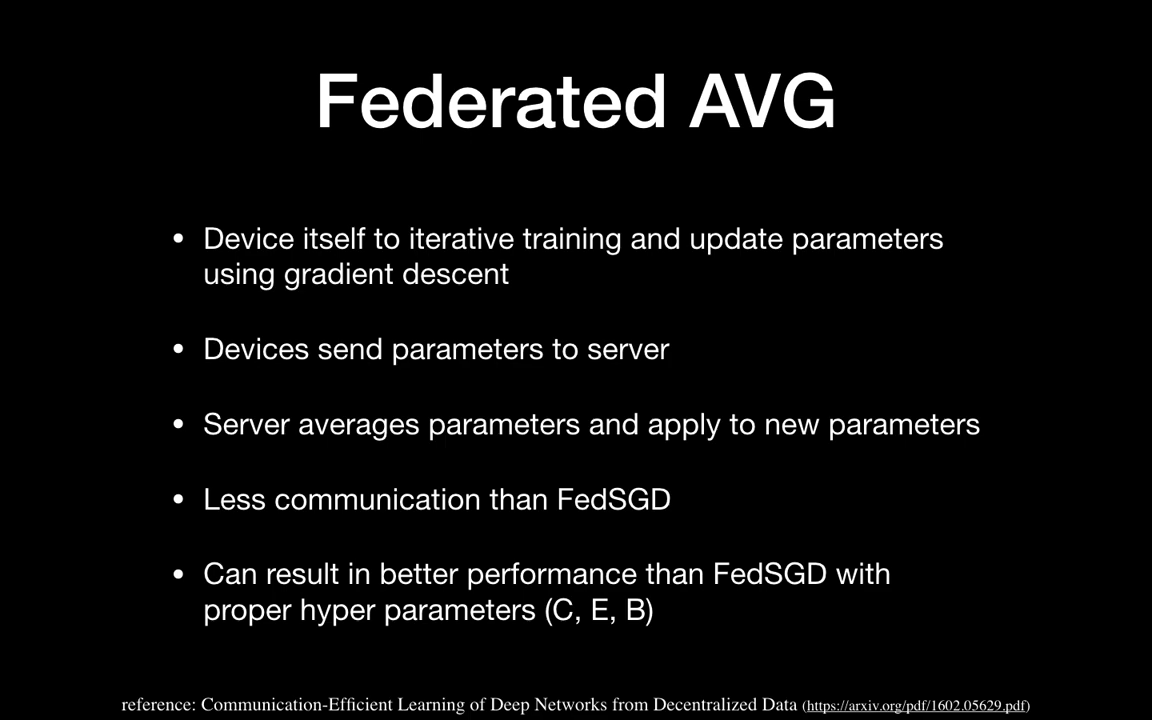 Federated AVG
• Device itself to iterative training and update parameters
using gradient descent
• Devices send parameters to server
• Server averages parameters and apply to new parameters
• Less communication than FedSGD
• Can result in better performance than FedSGD with
proper hyper parameters (C, E, B)
reference: Communication-Efficient Learning of Deep Networks from Decentralized Data (https://arxiv.org/pdf/1602.05629.pdf)